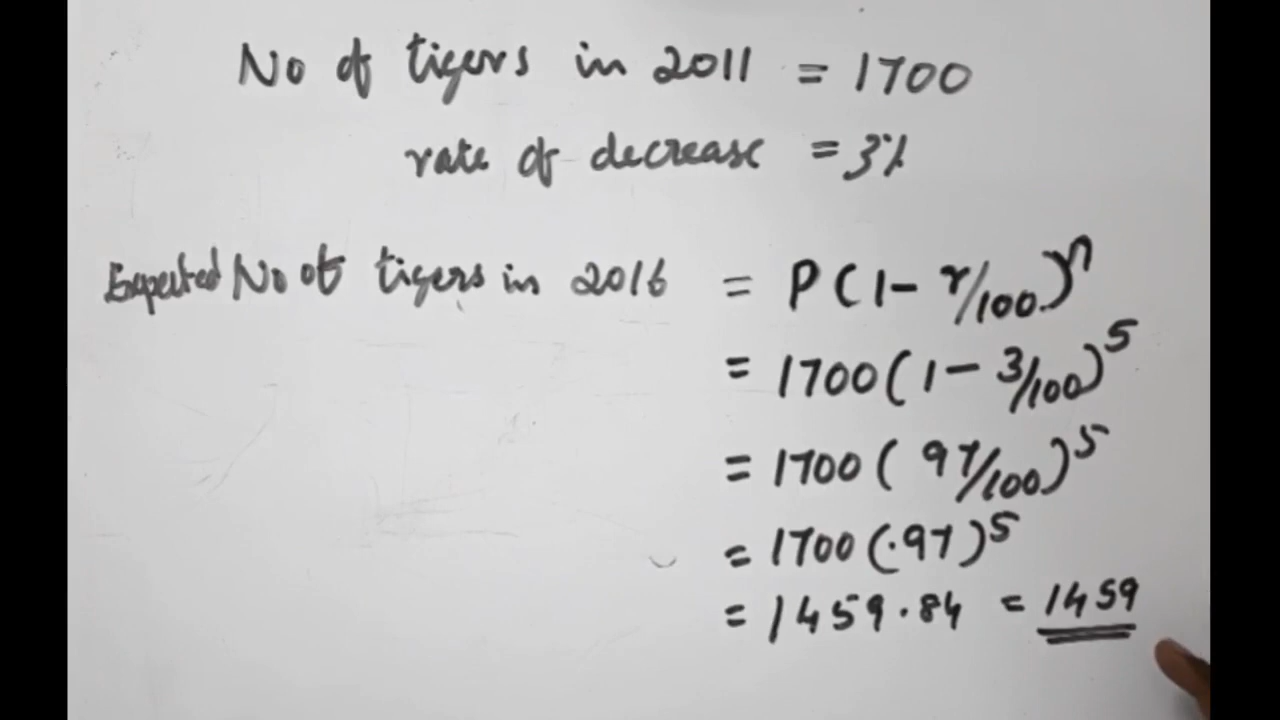 No of tigers in 2011 = 1700
rate of decrease = 3%
Expected No of tigers in 2016 = P(1 - r/100)^n
= 1700(1 - 3/100)^5
= 1700(97/100)^5
= 1700(.97)^5
= 1459.84 = 1459